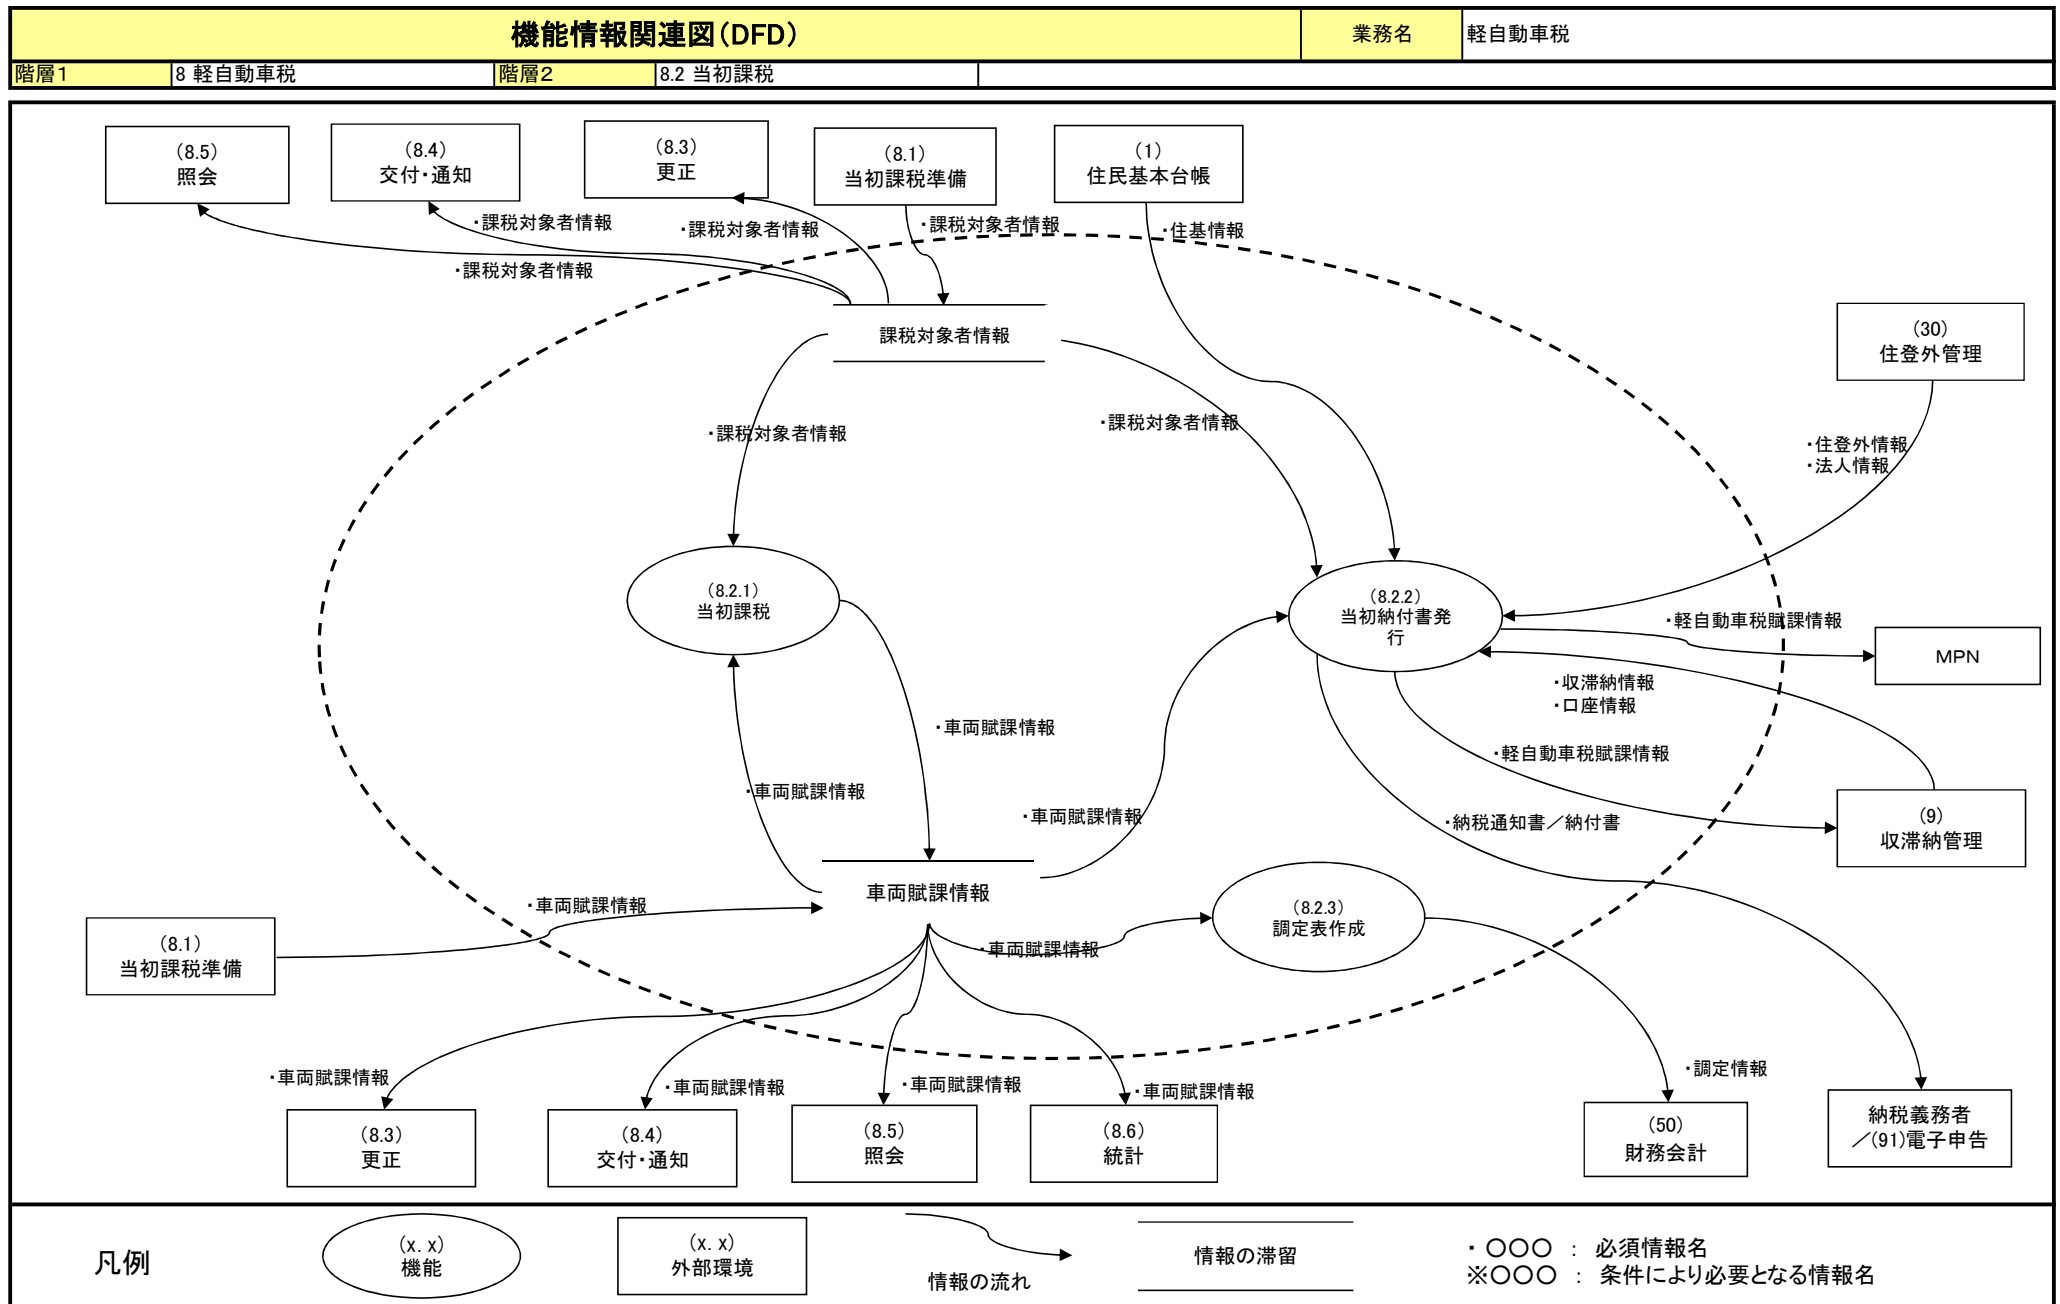 機能情報関連図(DFD)
業務名
軽自動車税
階層1
8 軽自動車税
階層2
8.2 当初課税
(8.5)
照会
(8.4)
交付・通知
(8.3)
更正
(8.1)
当初課税準備
(1)
住民基本台帳
・課税対象者情報
・課税対象者情報
・課税対象者情報
・住基情報
・課税対象者情報
課税対象者情報
(30)
住登外管理
・課税対象者情報
・課税対象者情報
・住登外情報
・法人情報
(8.2.1)
当初課税
(8.2.2)
当初納付書発
行
・軽自動車税賦課情報
MPN
・収滞納情報
・口座情報
・車両賦課情報
・軽自動車税賦課情報
・車両賦課情報
・車両賦課情報
・納税通知書／納付書
(9)
収滞納管理
車両賦課情報
・車両賦課情報
(8.2.3)
調定表作成
(8.1)
当初課税準備
・車両賦課情報
・車両賦課情報
・車両賦課情報
・車両賦課情報
・車両賦課情報
・調定情報
(8.3)
更正
(8.4)
交付・通知
(8.5)
照会
(8.6)
統計
(50)
財務会計
納税義務者
／(91)電子申告
凡例
(x. x)
機能
(x. x)
外部環境
情報の流れ
情報の滞留
・ 〇〇〇 ： 必須情報名
※〇〇〇 ： 条件により必要となる情報名